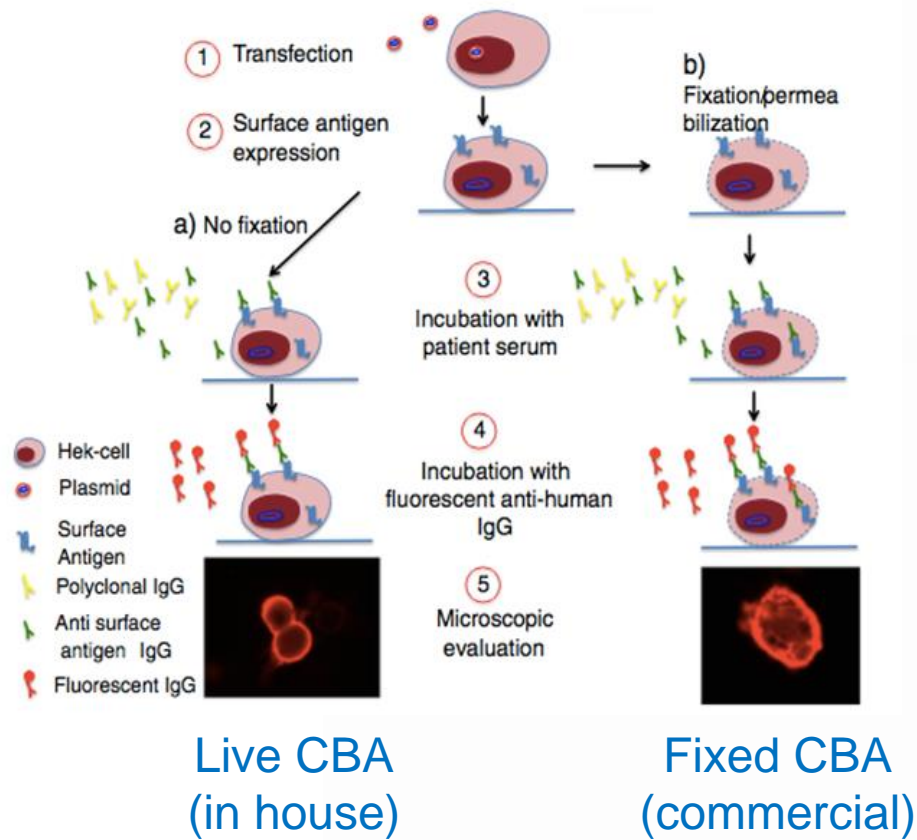 1 Transfection
b)
Fixation/permea
bilization
2 Surface antigen
expression
a) No fixation
3
Incubation with
patient serum
4
Incubation with
fluorescent anti-human
IgG
5
Microscopic
evaluation
Hek-cell
Plasmid
Surface
Antigen
Polyclonal IgG
Anti surface
antigen IgG
Fluorescent IgG
Live CBA
(in house)
Fixed CBA
(commercial)